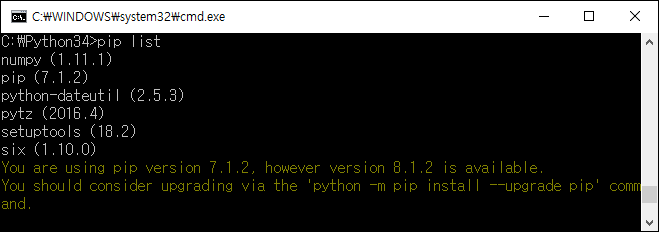 C:₩WINDOWS₩system32₩cmd.exe
C:₩Python34>pip list
numpy (1.11.1)
pip (7.1.2)
python-dateutil (2.5.3)
pytz (2016.4)
setuptools (18.2)
six (1.10.0)
You are using pip version 7.1.2, however version 8.1.2 is available.
You should consider upgrading via the 'python -m pip install --upgrade pip' comm
and.